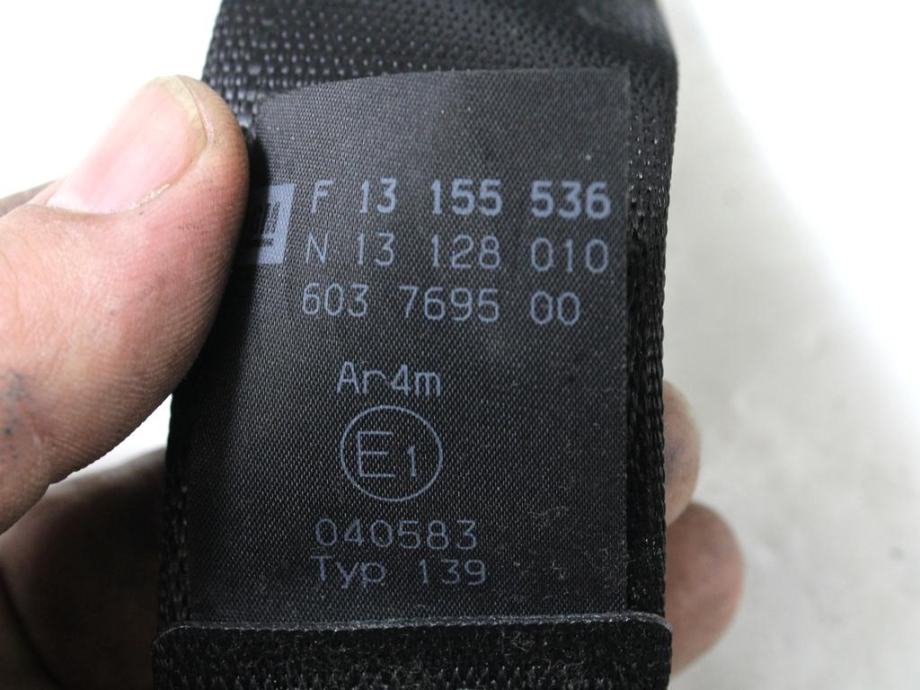 F 13 155 536
N 13 128 010
603 7695 00
Ar4m
E1
040583
Typ 139